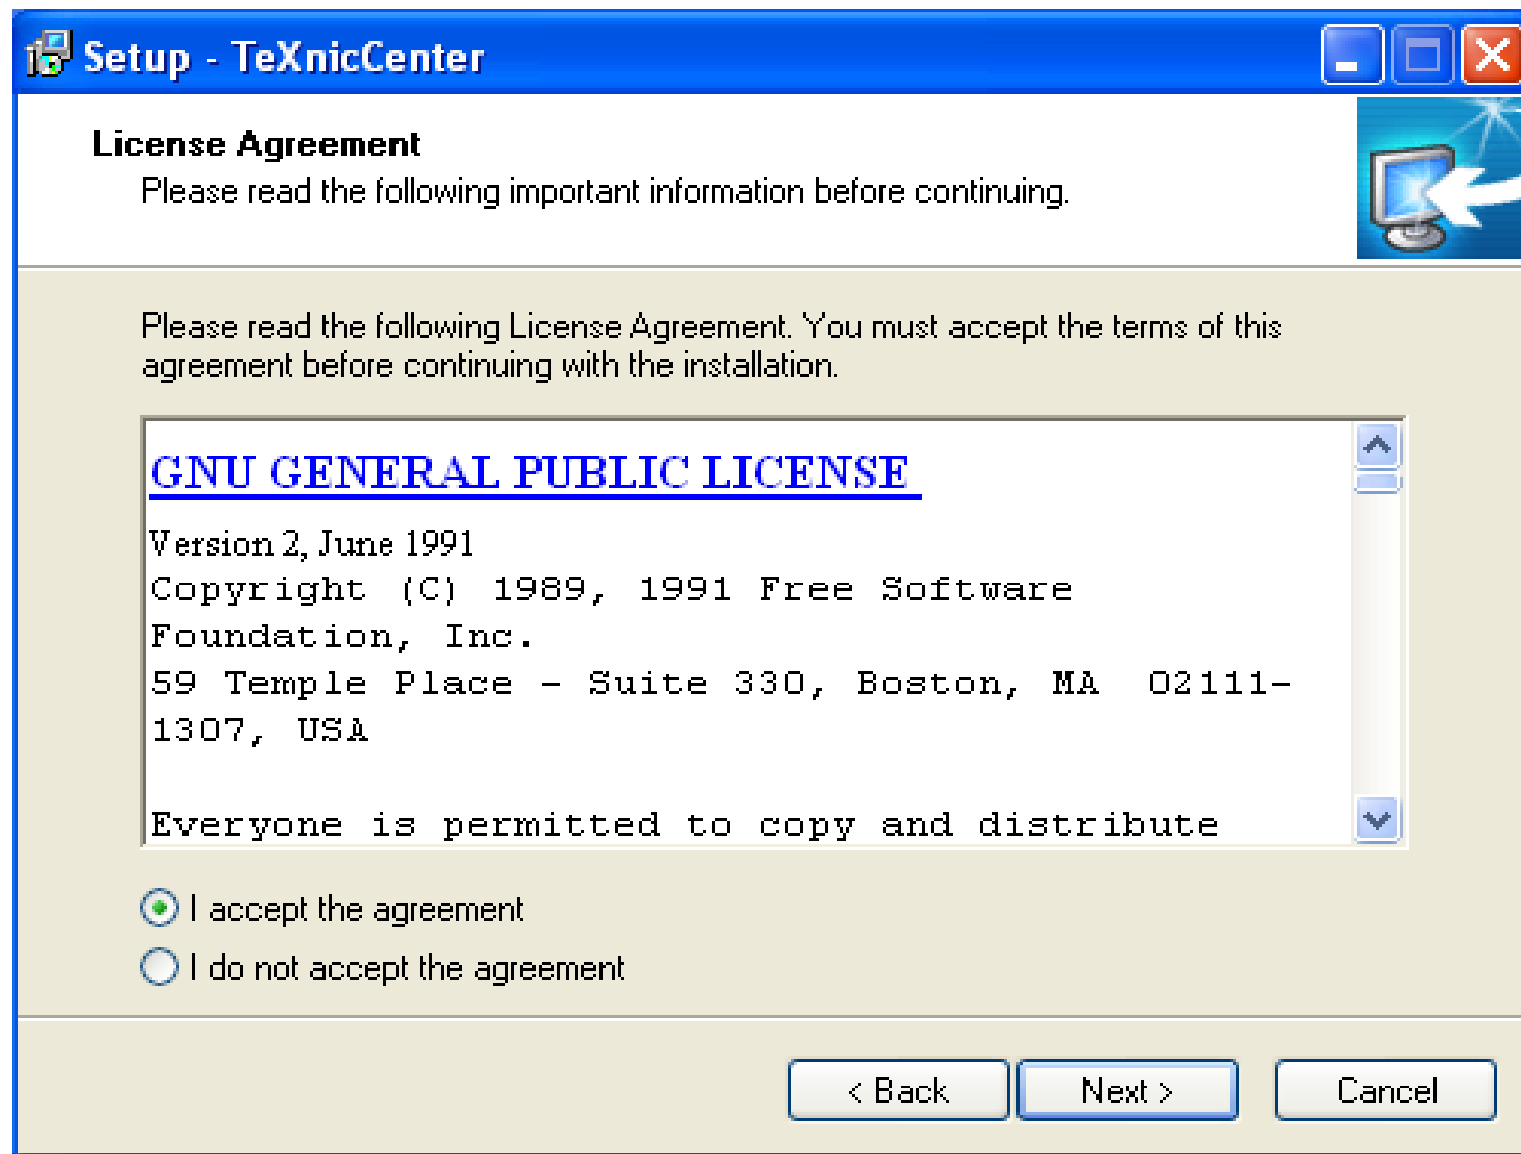 Setup - TeXnicCenter
License Agreement
Please read the following important information before continuing.
Please read the following License Agreement. You must accept the terms of this
agreement before continuing with the installation.
GNU GENERAL PUBLIC LICENSE
Version 2, June 1991
Copyright (C) 1989, 1991 Free Software
Foundation, Inc.
59 Temple Place - Suite 330, Boston, MA  02111-
1307, USA
Everyone is permitted to copy and distribute
I accept the agreement
I do not accept the agreement
< Back
Next >
Cancel